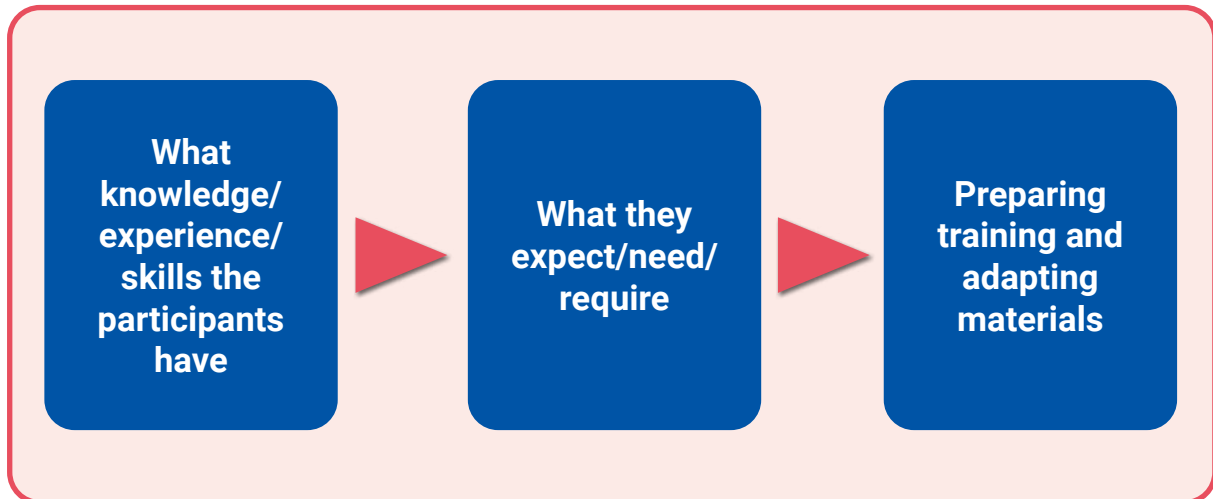 What
knowledge/
experience/
skills the
participants
have
What they
expect/need/
require
Preparing
training and
adapting
materials